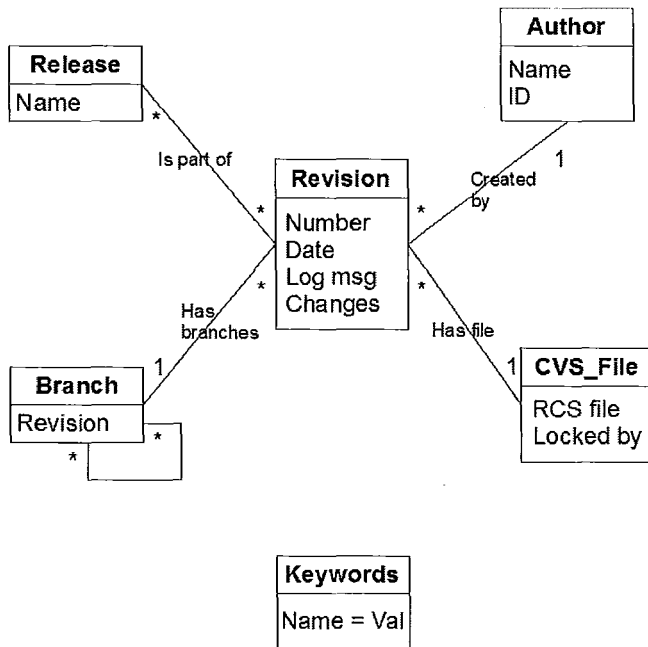 Author
Name
ID
Release
Name
*
Is part of
*
1
Created
by
*
Revision
Number
Date
Log msg
Changes
*
Has
branches
1
*
Has file
1
Branch
Revision
*
*
CVS_File
RCS file
Locked by
Keywords
Name = Val